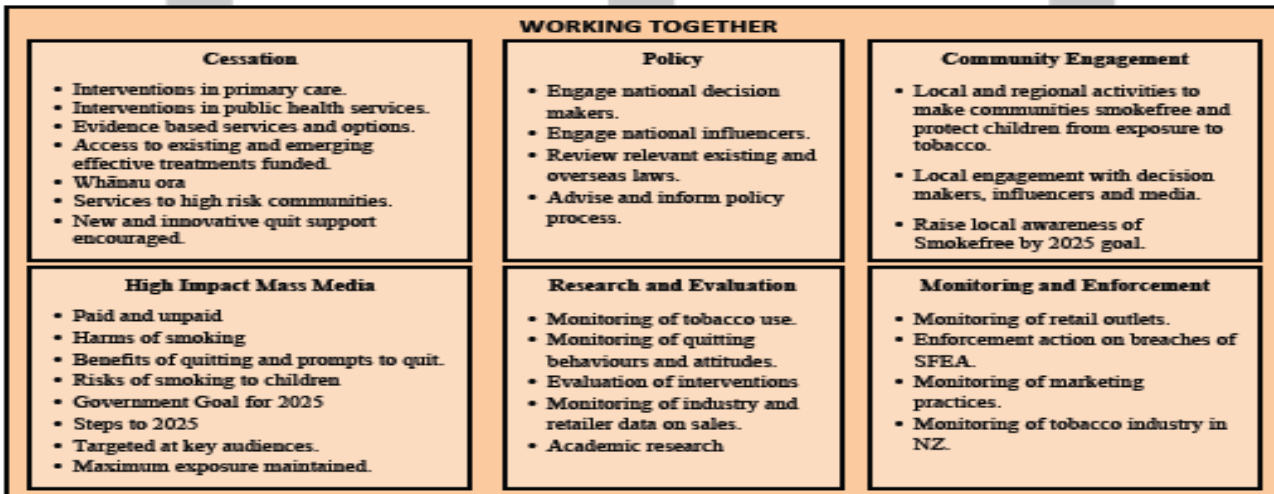 WORKING TOGETHER
Cessation
• Interventions in primary care.
• Interventions in public health services.
• Evidence based services and options.
• Access to existing and emerging
effective treatments funded.
• Whānau ora
• Services to high risk communities.
• New and innovative quit support
encouraged.
Policy
• Engage national decision
makers.
• Engage national influencers.
• Review relevant existing and
overseas laws.
• Advise and inform policy
process.
Community Engagement
• Local and regional activities to
make communities smokefree and
protect children from exposure to
tobacco.
• Local engagement with decision
makers, influencers and media.
• Raise local awareness of
Smokefree by 2025 goal.
High Impact Mass Media
• Paid and unpaid
• Harms of smoking
• Benefits of quitting and prompts to quit.
• Risks of smoking to children
• Government Goal for 2025
• Steps to 2025
• Targeted at key audiences.
• Maximum exposure maintained.
Research and Evaluation
• Monitoring of tobacco use.
• Monitoring of quitting
behaviours and attitudes.
• Evaluation of interventions
• Monitoring of industry and
retailer data on sales.
• Academic research
Monitoring and Enforcement
• Monitoring of retail outlets.
• Enforcement action on breaches of
SFEA.
• Monitoring of marketing
practices.
• Monitoring of tobacco industry in
NZ.